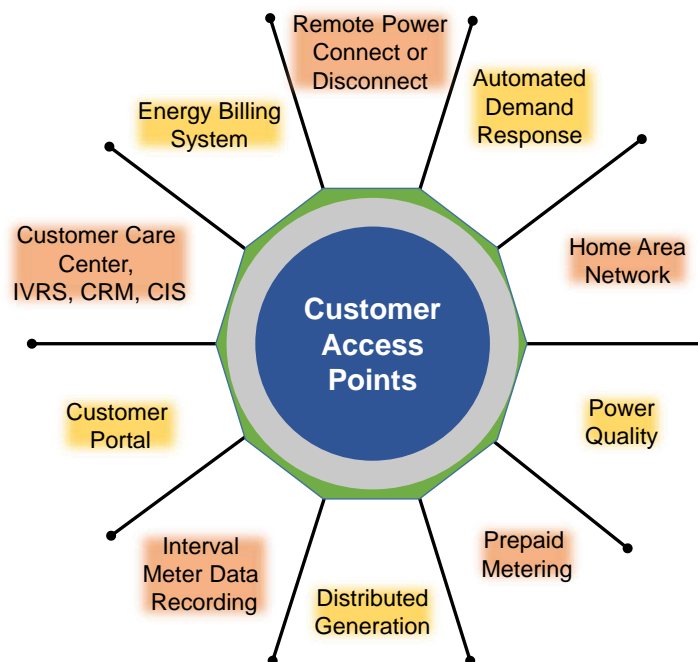 Remote Power
Connect or
Disconnect
Automated
Demand
Response
Energy Billing
System
Customer Care
Center,
IVRS, CRM, CIS
Home Area
Network
Customer
Access
Points
Customer
Portal
Power
Quality
Interval
Meter Data
Recording
Prepaid
Metering
Distributed
Generation